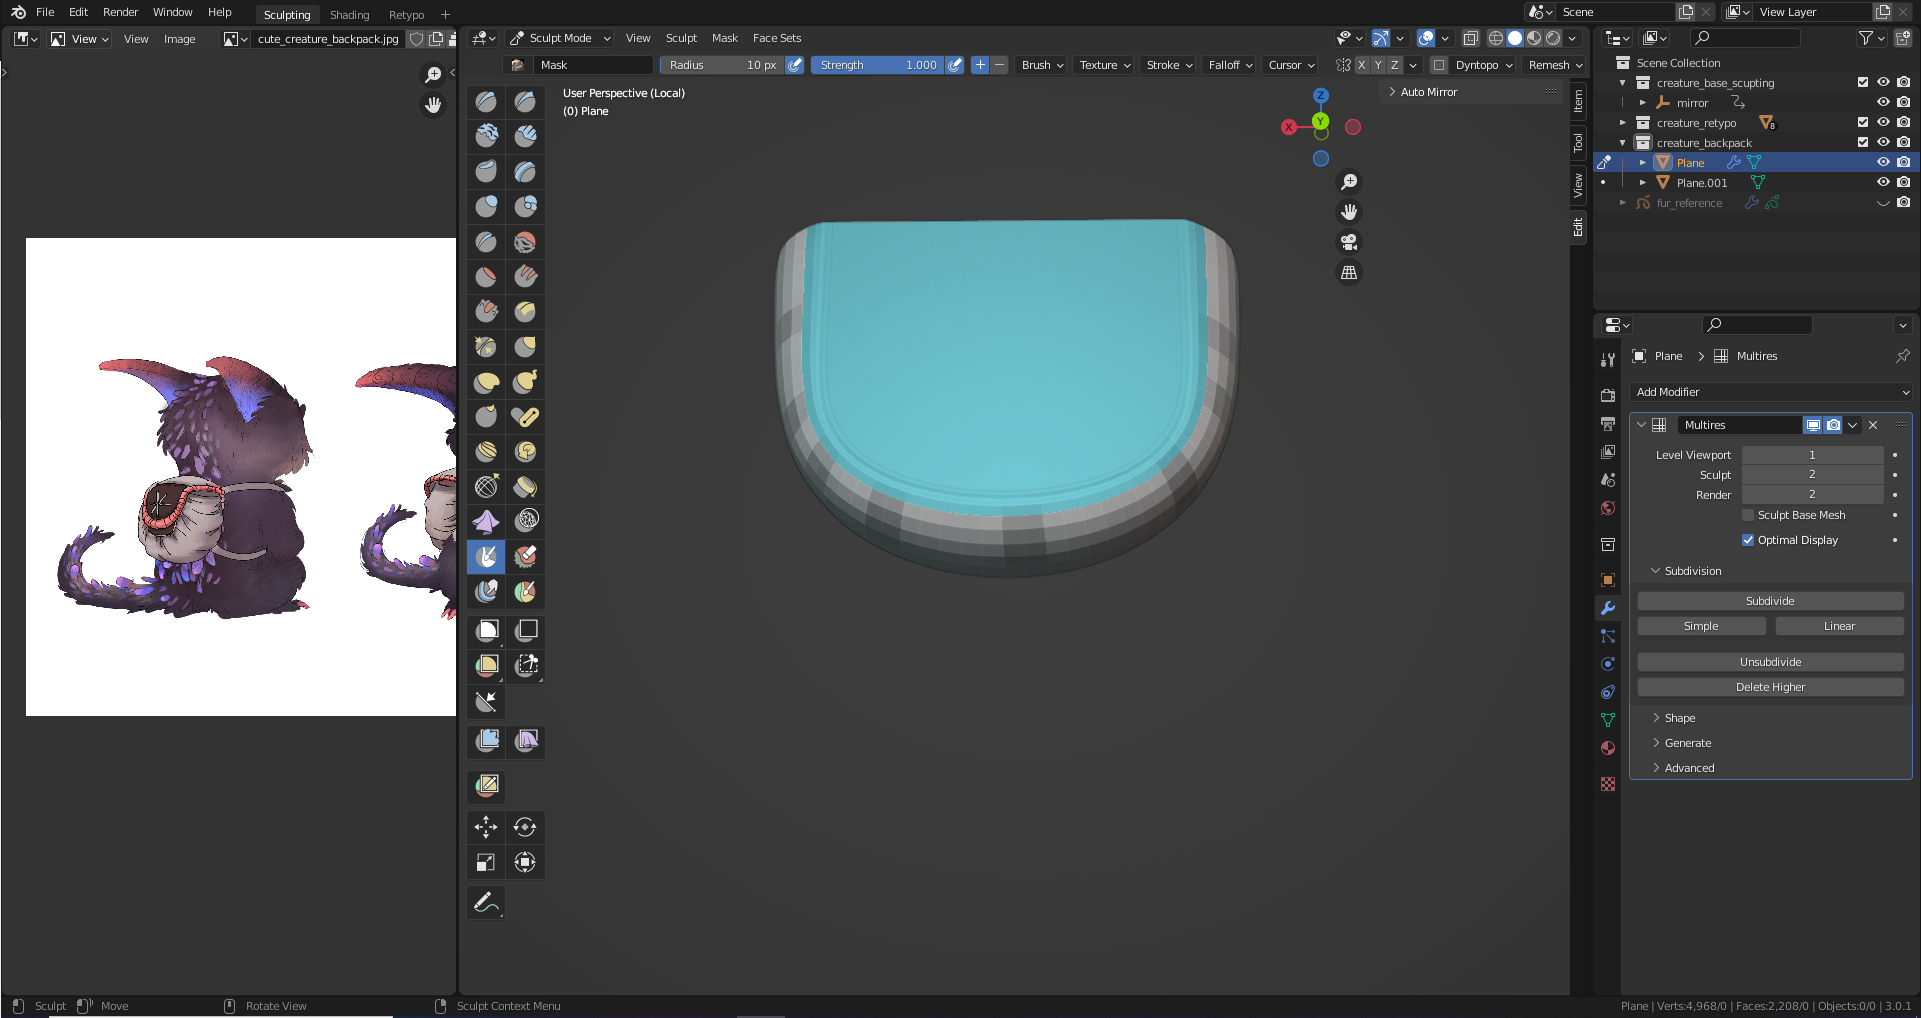 File Edit Render Window Help Sculpting Shading Retypo + Scene View Layer
View View Image cute_creature_backpack.jpg Sculpt Mode View Sculpt Mask Face Sets
Mask Radius 10 px Strength 1.000 + − Brush Texture Stroke Falloff Cursor X Y Z Dyntopo Remesh
User Perspective (Local)
(0) Plane
Auto Mirror
Z
Y
X
Item
Tool
View
Edit
Scene Collection
creature_base_scupting
mirror
creature_retypo 8
creature_backpack
Plane
Plane.001
fur_reference
Plane Multires
Add Modifier
Multires
Level Viewport 1
Sculpt 2
Render 2
Sculpt Base Mesh
Optimal Display
Subdivision
Subdivide
Simple Linear
Unsubdivide
Delete Higher
Shape
Generate
Advanced
Sculpt Move Rotate View Sculpt Context Menu Plane | Verts:4,968/0 | Faces:2,208/0 | Objects:0/0 | 3.0.1